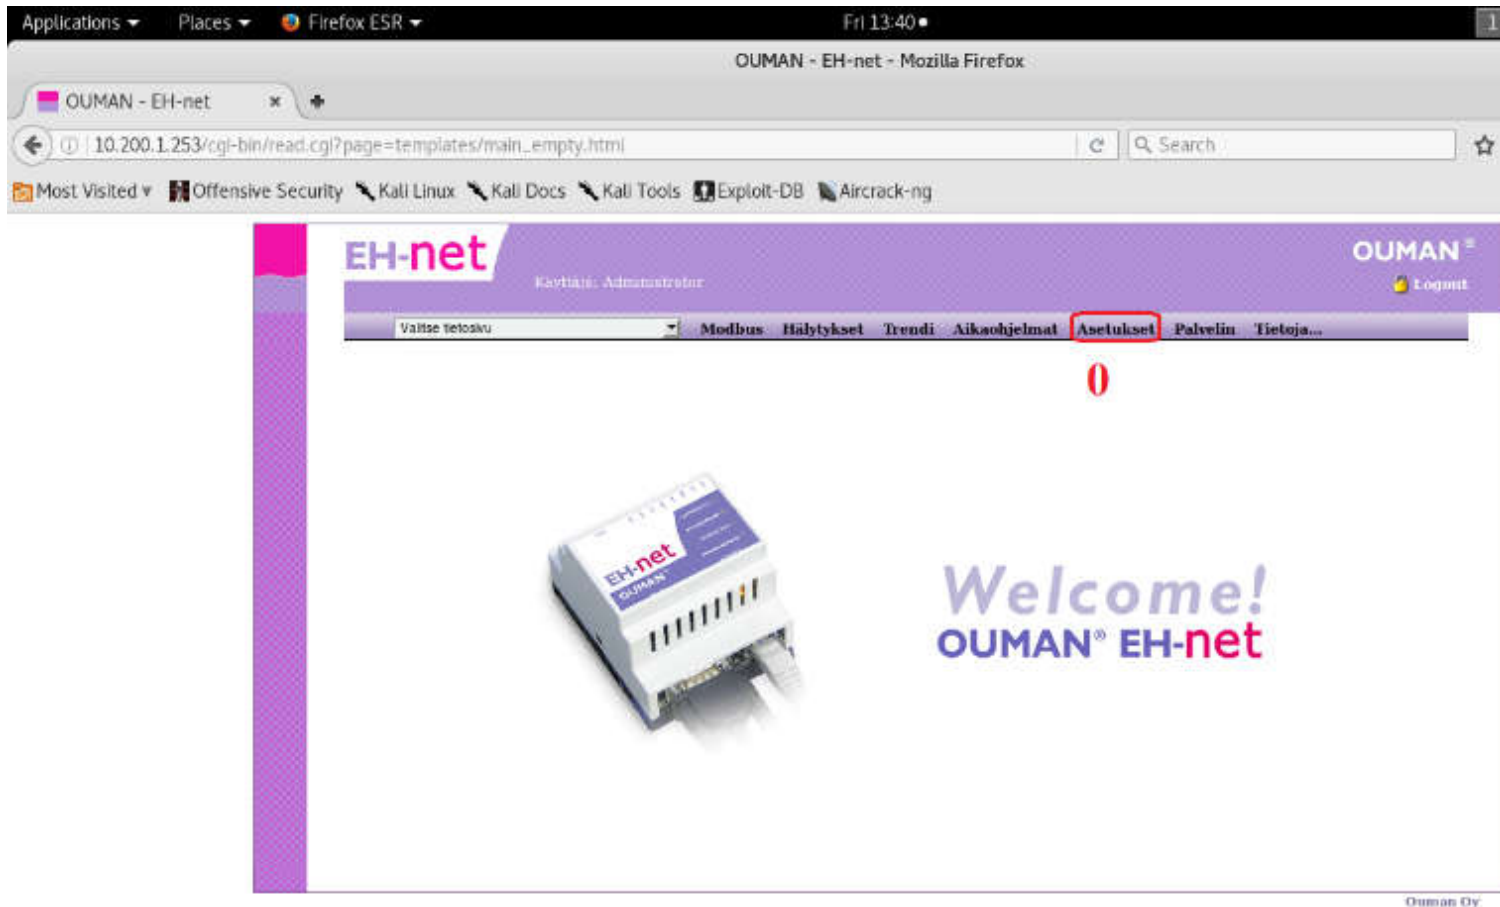 Applications Places Firefox ESR Fri 13:40 1
OUMAN - EH-net - Mozilla Firefox
OUMAN - EH-net
10.200.1.253/cgi-bin/read.cgi?page=templates/main_empty.html Search
Most Visited Offensive Security Kali Linux Kali Docs Kali Tools Exploit-DB Aircrack-ng
EH-net OUMAN®
Käyttäjä: Administrator Logout
Valitse tietosivu Modbus Hälytykset Trendi Aikaohjelmat Asetukset Palvelin Tietoja...
0
EH-net
OUMAN
Welcome!
OUMAN® EH-net
Ouman Oy